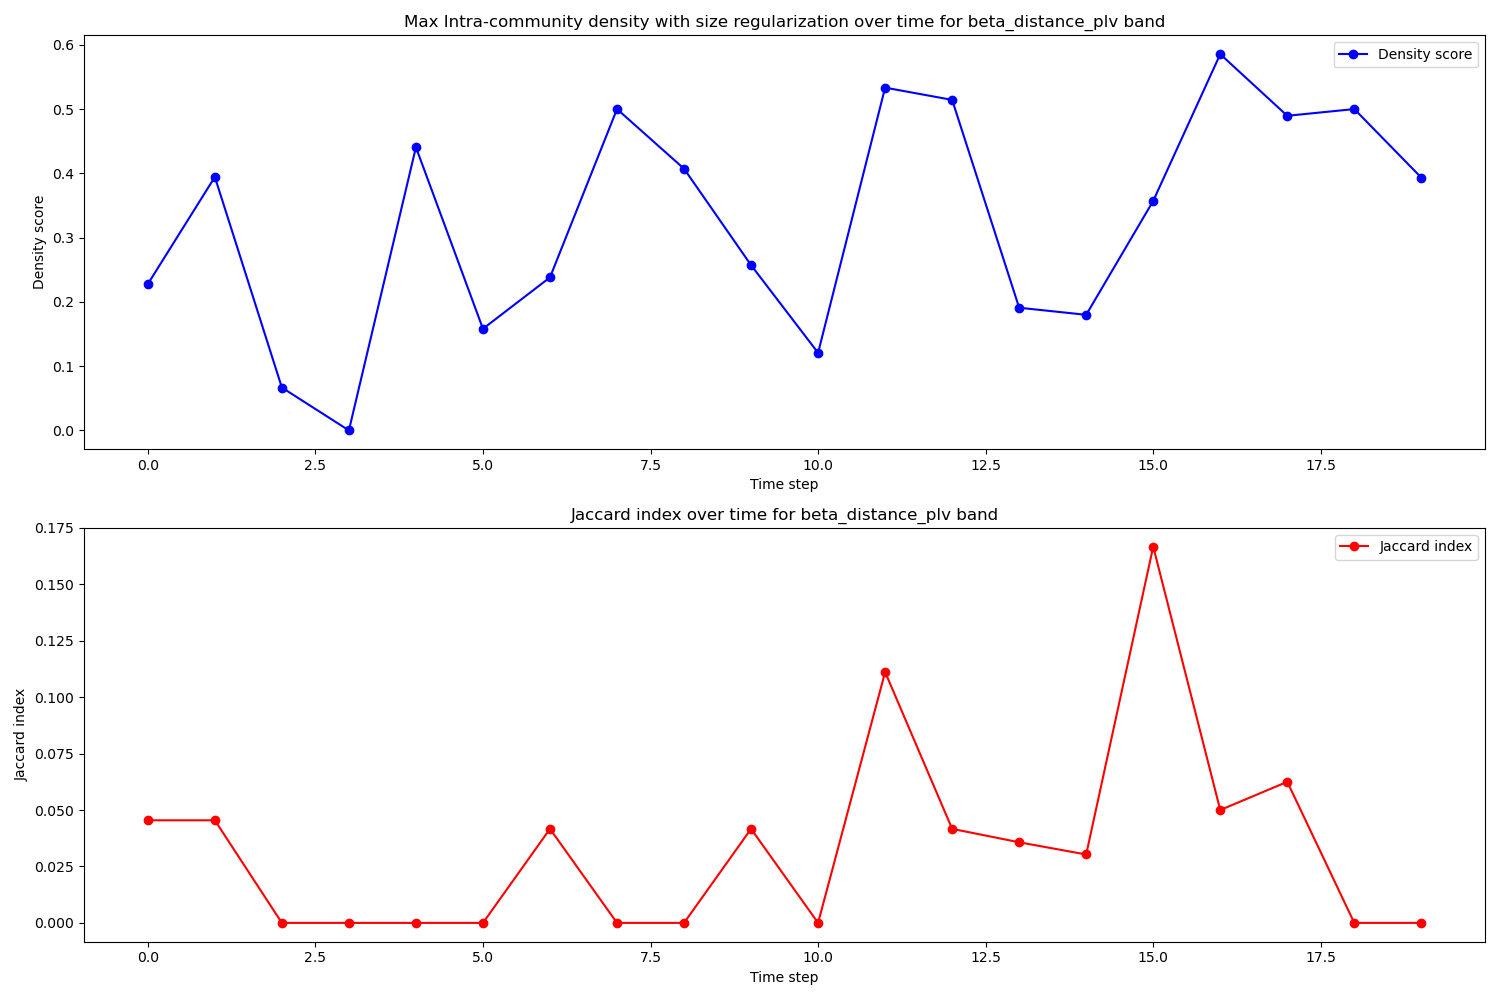 Max Intra-community density with size regularization over time for beta_distance_plv band
Density score
0.6
0.5
0.4
0.3
0.2
0.1
0.0
Density score
0.0 2.5 5.0 7.5 10.0 12.5 15.0 17.5
Time step
Jaccard index over time for beta_distance_plv band
Jaccard index
0.175
0.150
0.125
0.100
0.075
0.050
0.025
0.000
Jaccard index
0.0 2.5 5.0 7.5 10.0 12.5 15.0 17.5
Time step